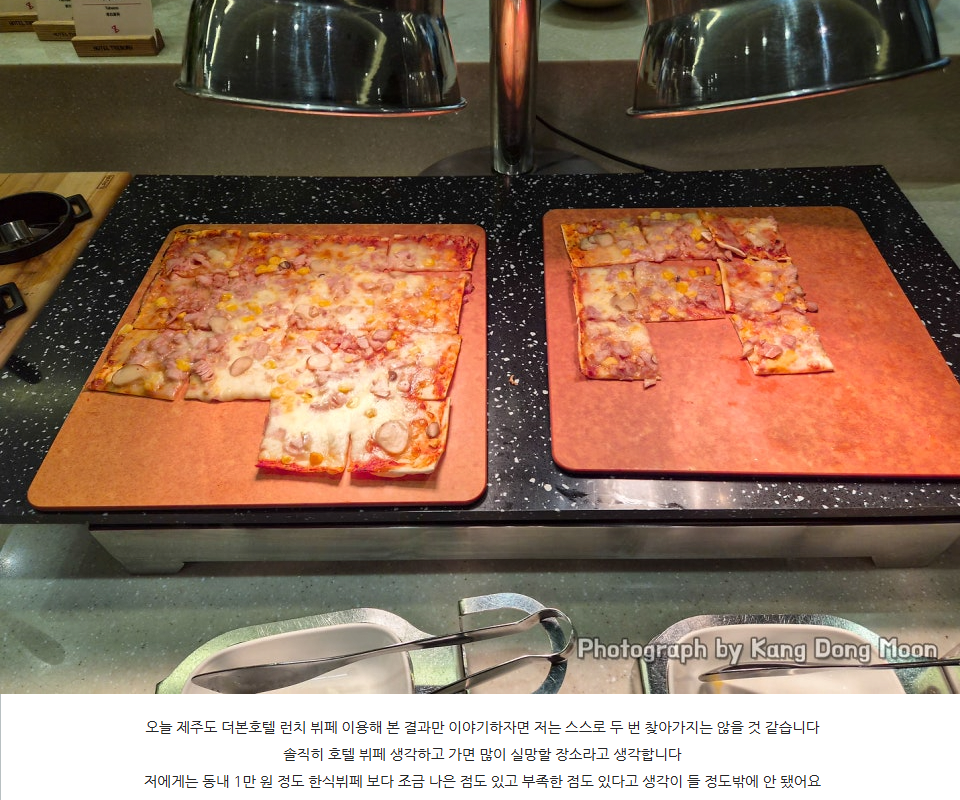 Photograph by Kang Dong Moon
오늘 제주도 더본호텔 런치 뷔페 이용해 본 결과만 이야기하자면 저는 스스로 두 번 찾아가지는 않을 것 같습니다
솔직히 호텔 뷔페 생각하고 가면 많이 실망할 장소라고 생각합니다
저에게는 동내 1만 원 정도 한식뷔페 보다 조금 나은 점도 있고 부족한 점도 있다고 생각이 들 정도밖에 안 됐어요